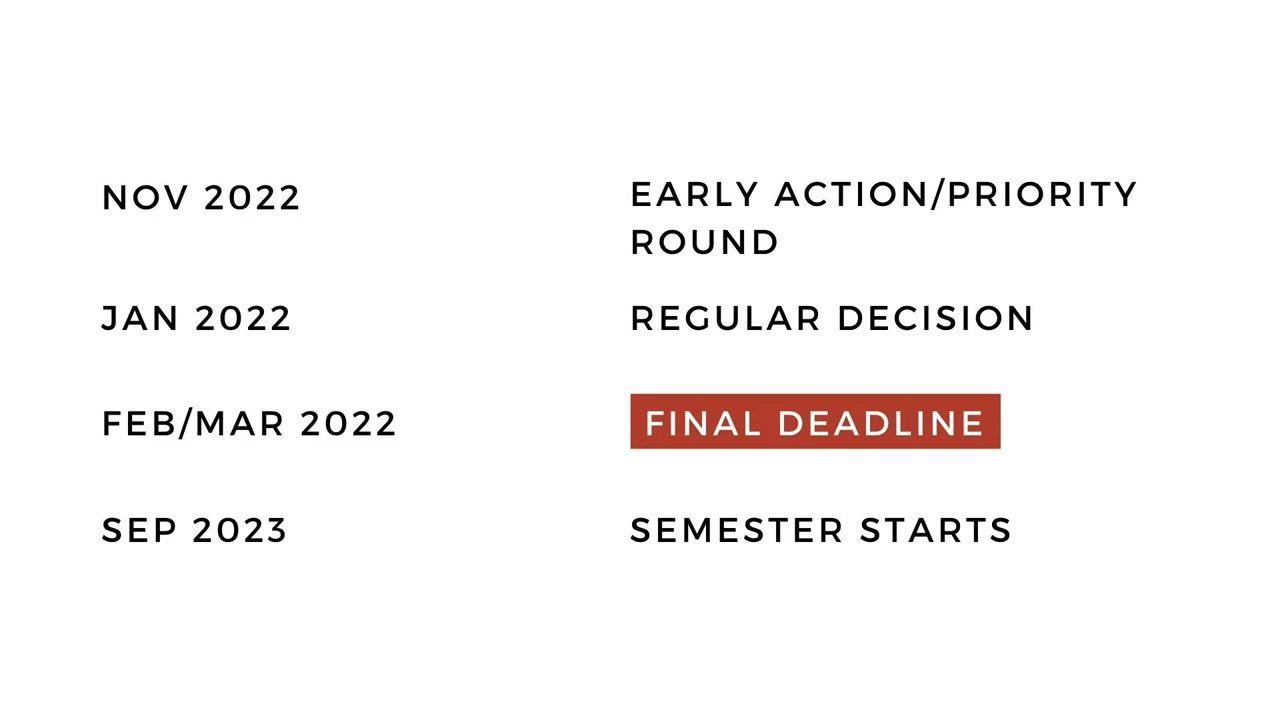 NOV 2022
EARLY ACTION/PRIORITY
ROUND
JAN 2022
REGULAR DECISION
FEB/MAR 2022
FINAL DEADLINE
SEP 2023
SEMESTER STARTS